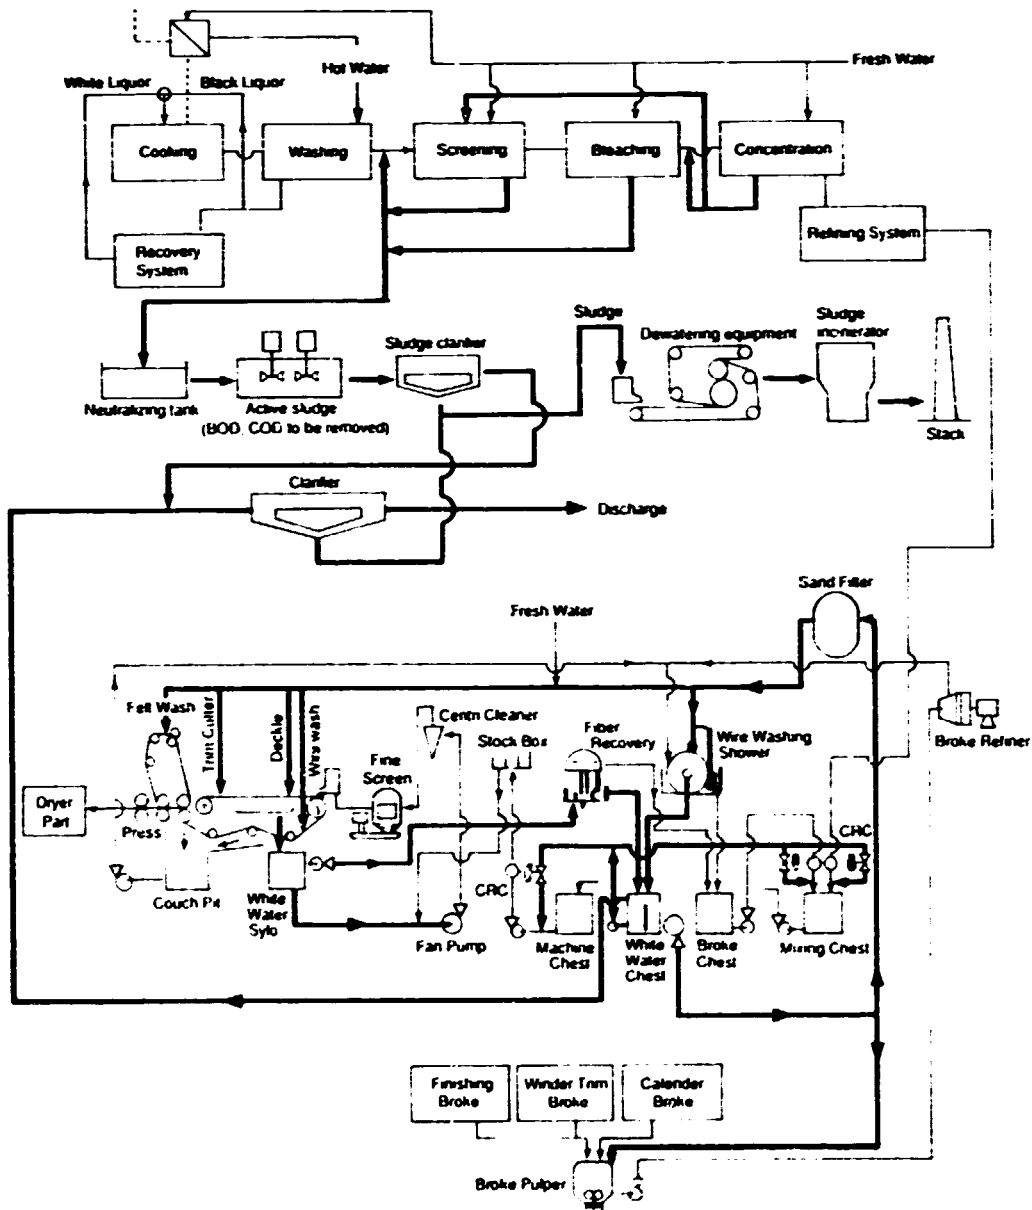 Fresh Water
Hot Water
White Liquor
Black Liquor
Cooking
Washing
Screening
Bleaching
Concentration
Recovery
System
Refining System
Sludge
Dewatering equipment
Sludge
incinerator
Sludge clarifier
Neutralizing tank
Active sludge
(BOD, COD to be removed)
Stack
Clarifier
Discharge
Sand Filter
Fresh Water
Felt Wash
Trim Cutter
Deckle
Wire wash
Centri Cleaner
Stock Box
Fiber
Recovery
Wire Washing
Shower
Broke Refiner
Fine
Screen
Dryer
Part
Press
CRC
CRC
Couch Pit
White
Water
Sylo
Fan Pump
Machine
Chest
White
Water
Chest
Broke
Chest
Mixing Chest
Finishing
Broke
Winder Trim
Broke
Calender
Broke
Broke Pulper